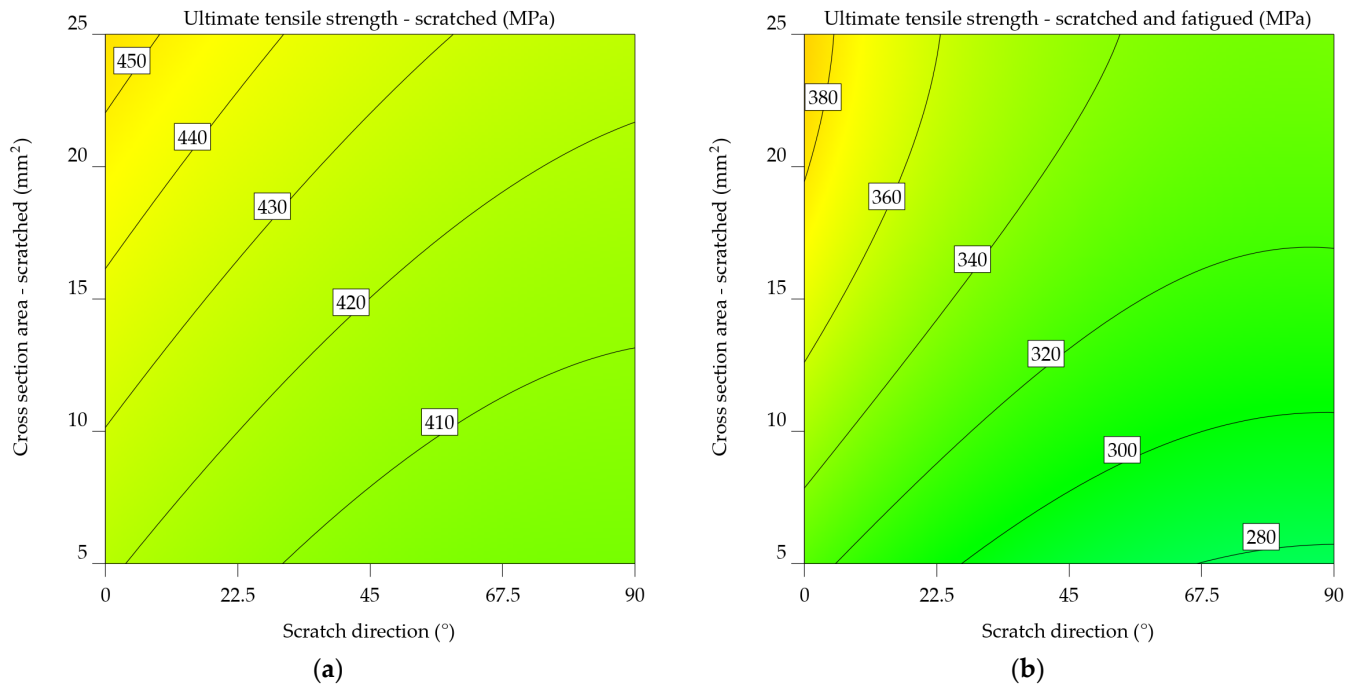 Ultimate tensile strength - scratched (MPa)
25
20
15
10
5
Cross section area - scratched (mm²)
450
440
430
420
410
0 22.5 45 67.5 90
Scratch direction (°)
(a)
Ultimate tensile strength - scratched and fatigued (MPa)
25
20
15
10
5
Cross section area - scratched (mm²)
380
360
340
320
300
280
0 22.5 45 67.5 90
Scratch direction (°)
(b)